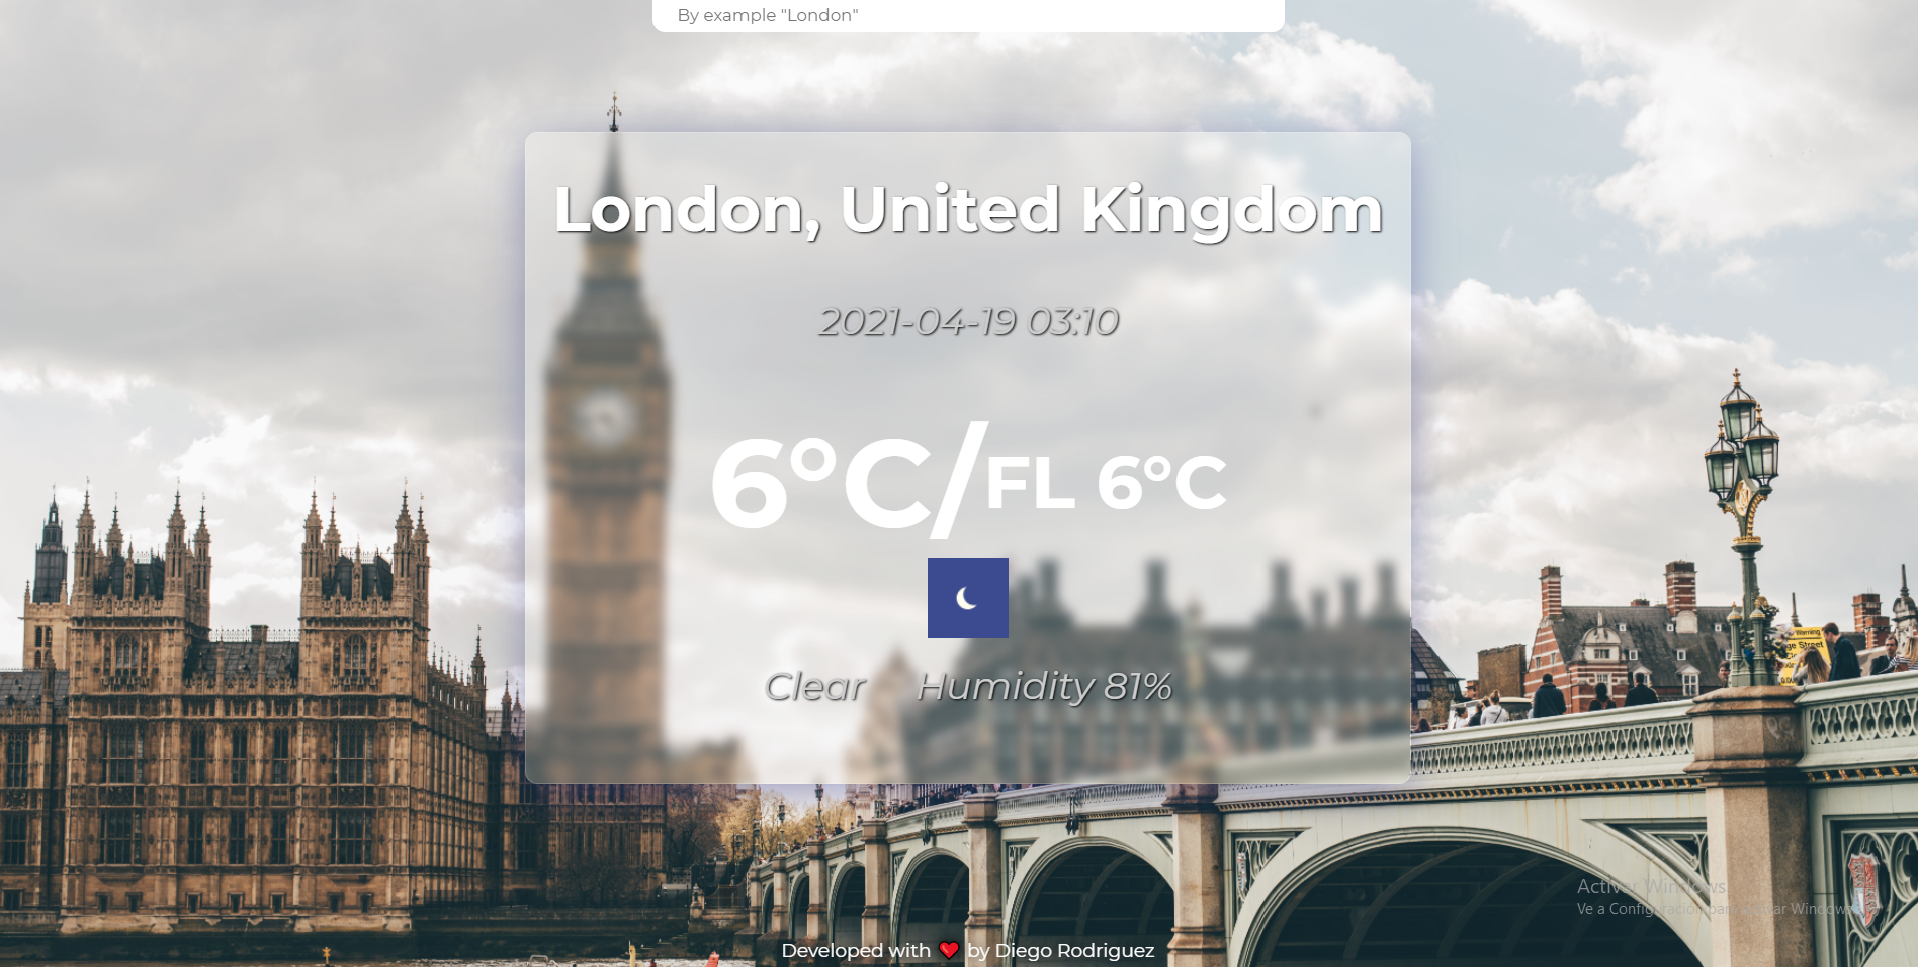 By example "London"
London, United Kingdom
2021-04-19 03:10
6°C/FL 6°C
Clear Humidity 81%
Warning
Activar Windows
Ve a Configuración para activar Windows.
Developed with ❤️ by Diego Rodriguez